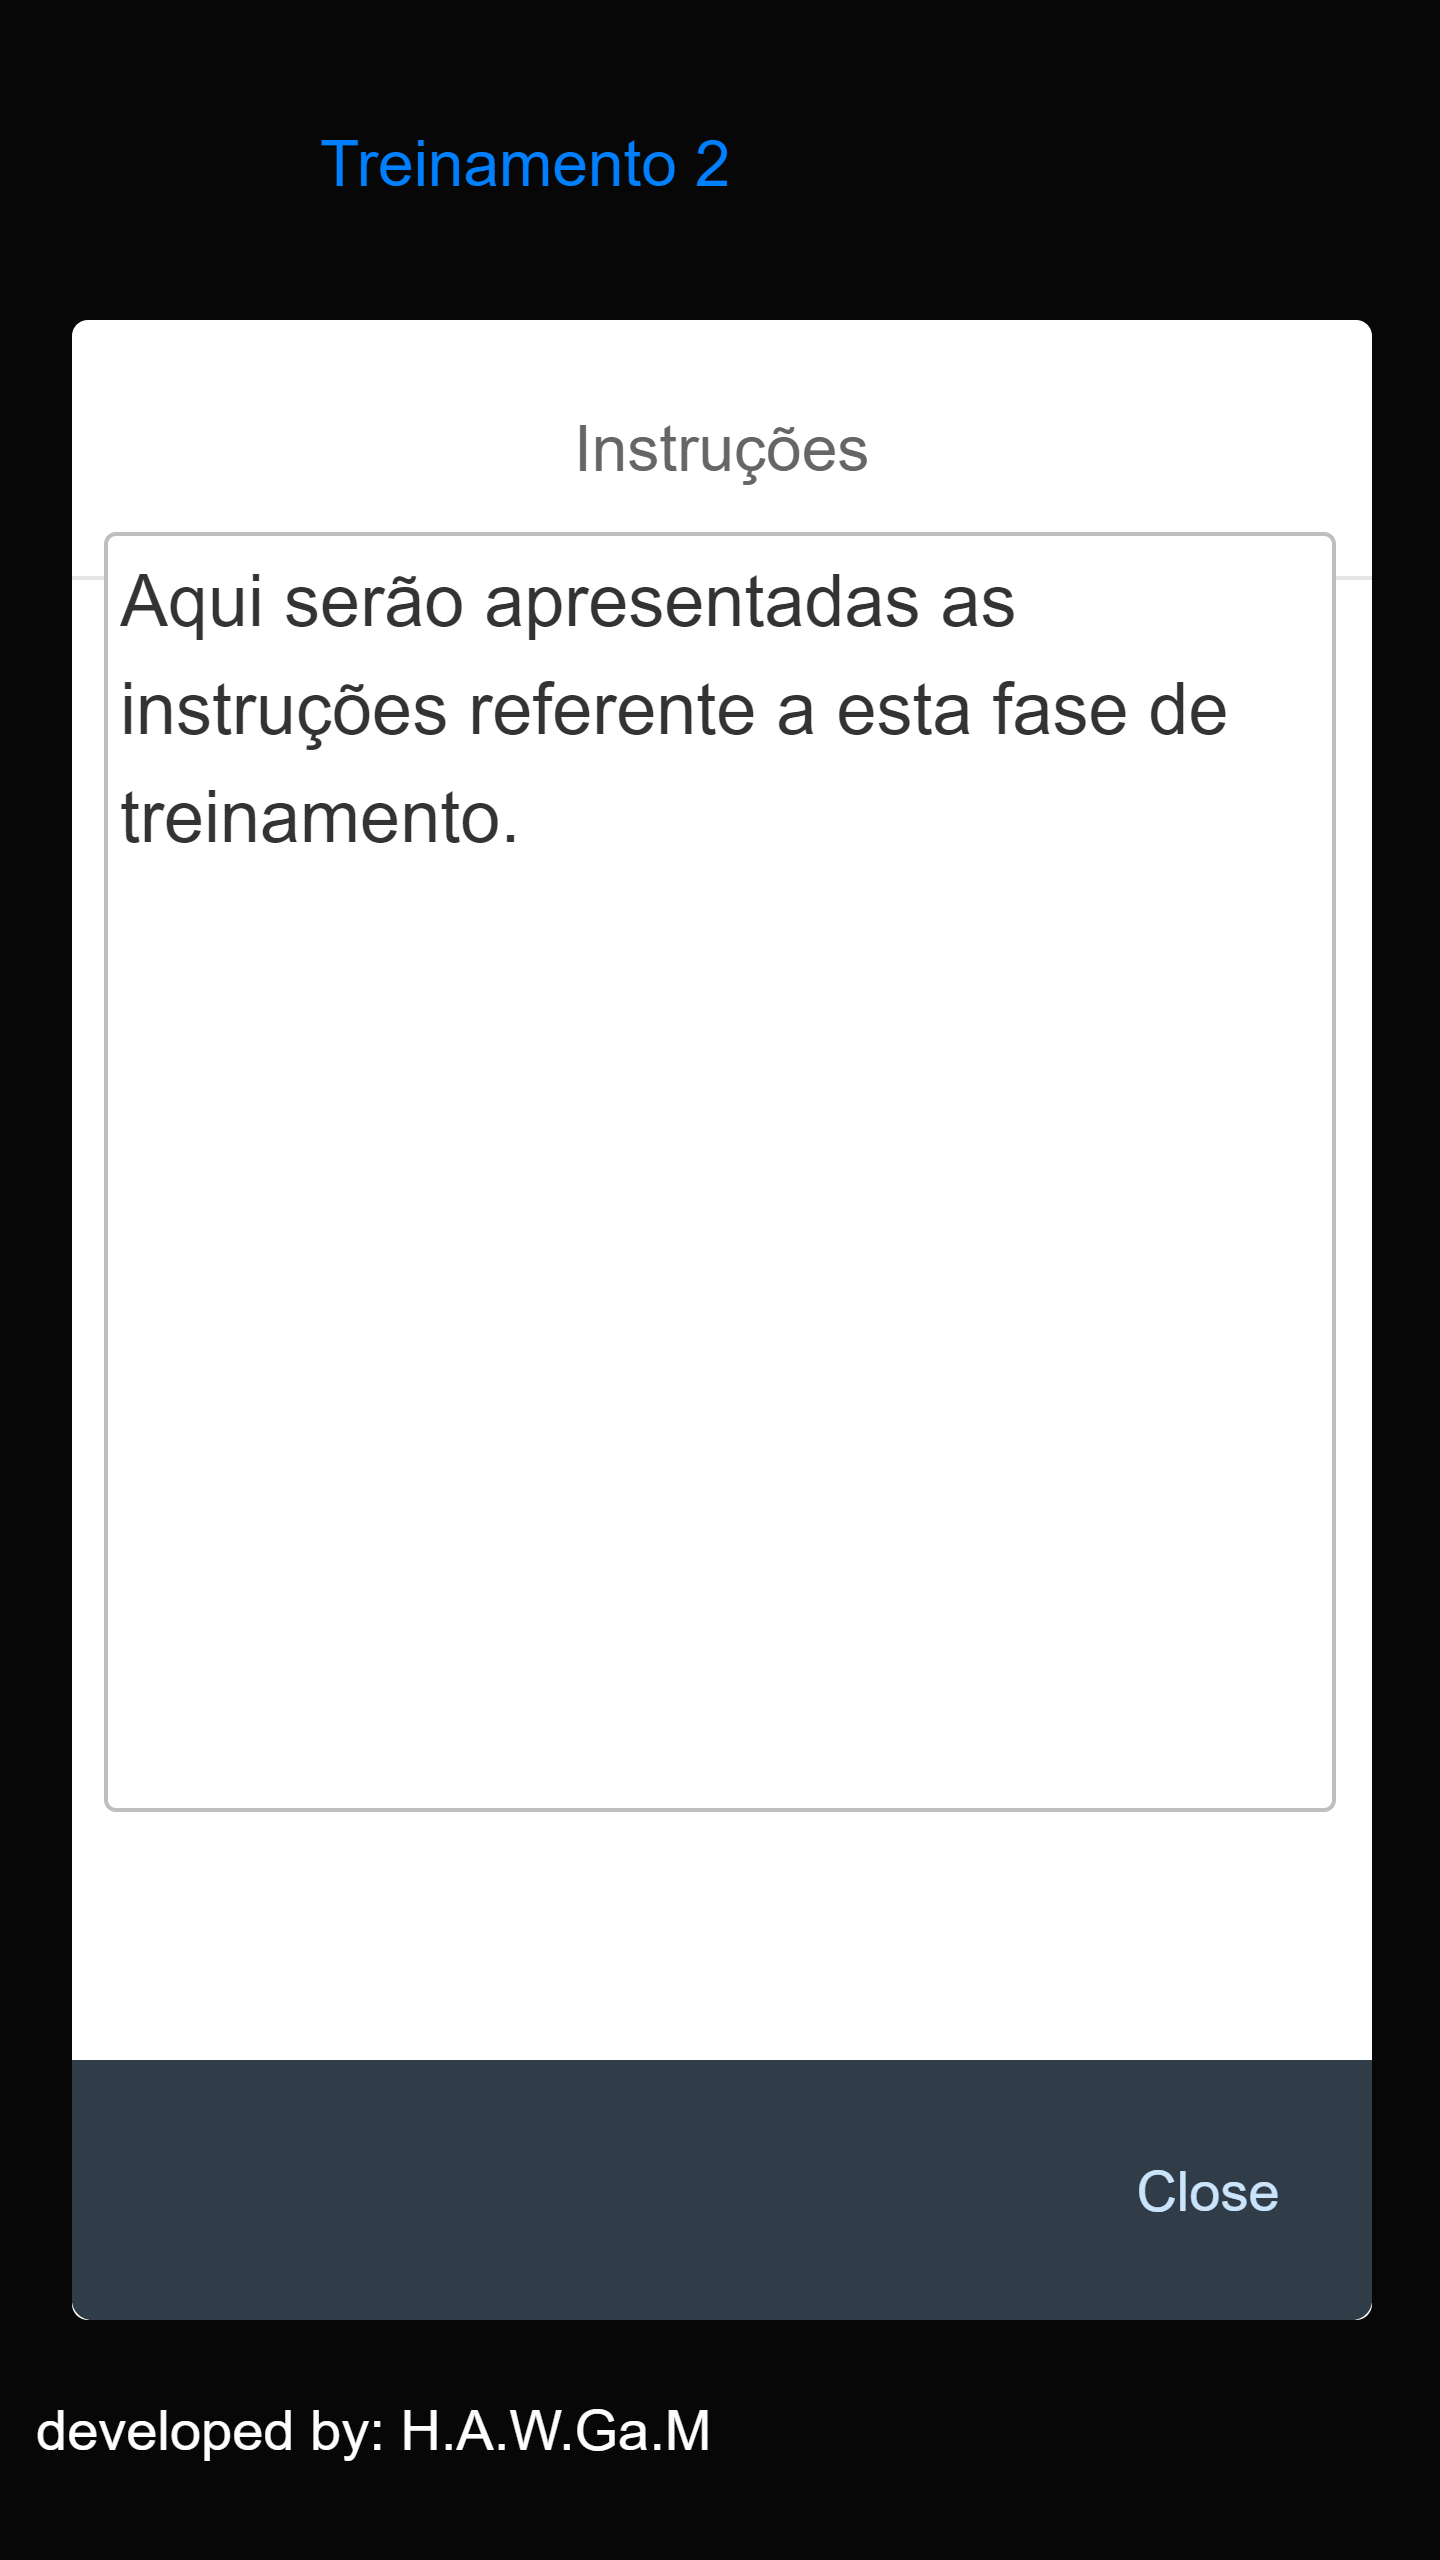 Treinamento 2
Instruções
Aqui serão apresentadas as
instruções referente a esta fase de
treinamento.
Close
developed by: H.A.W.Ga.M